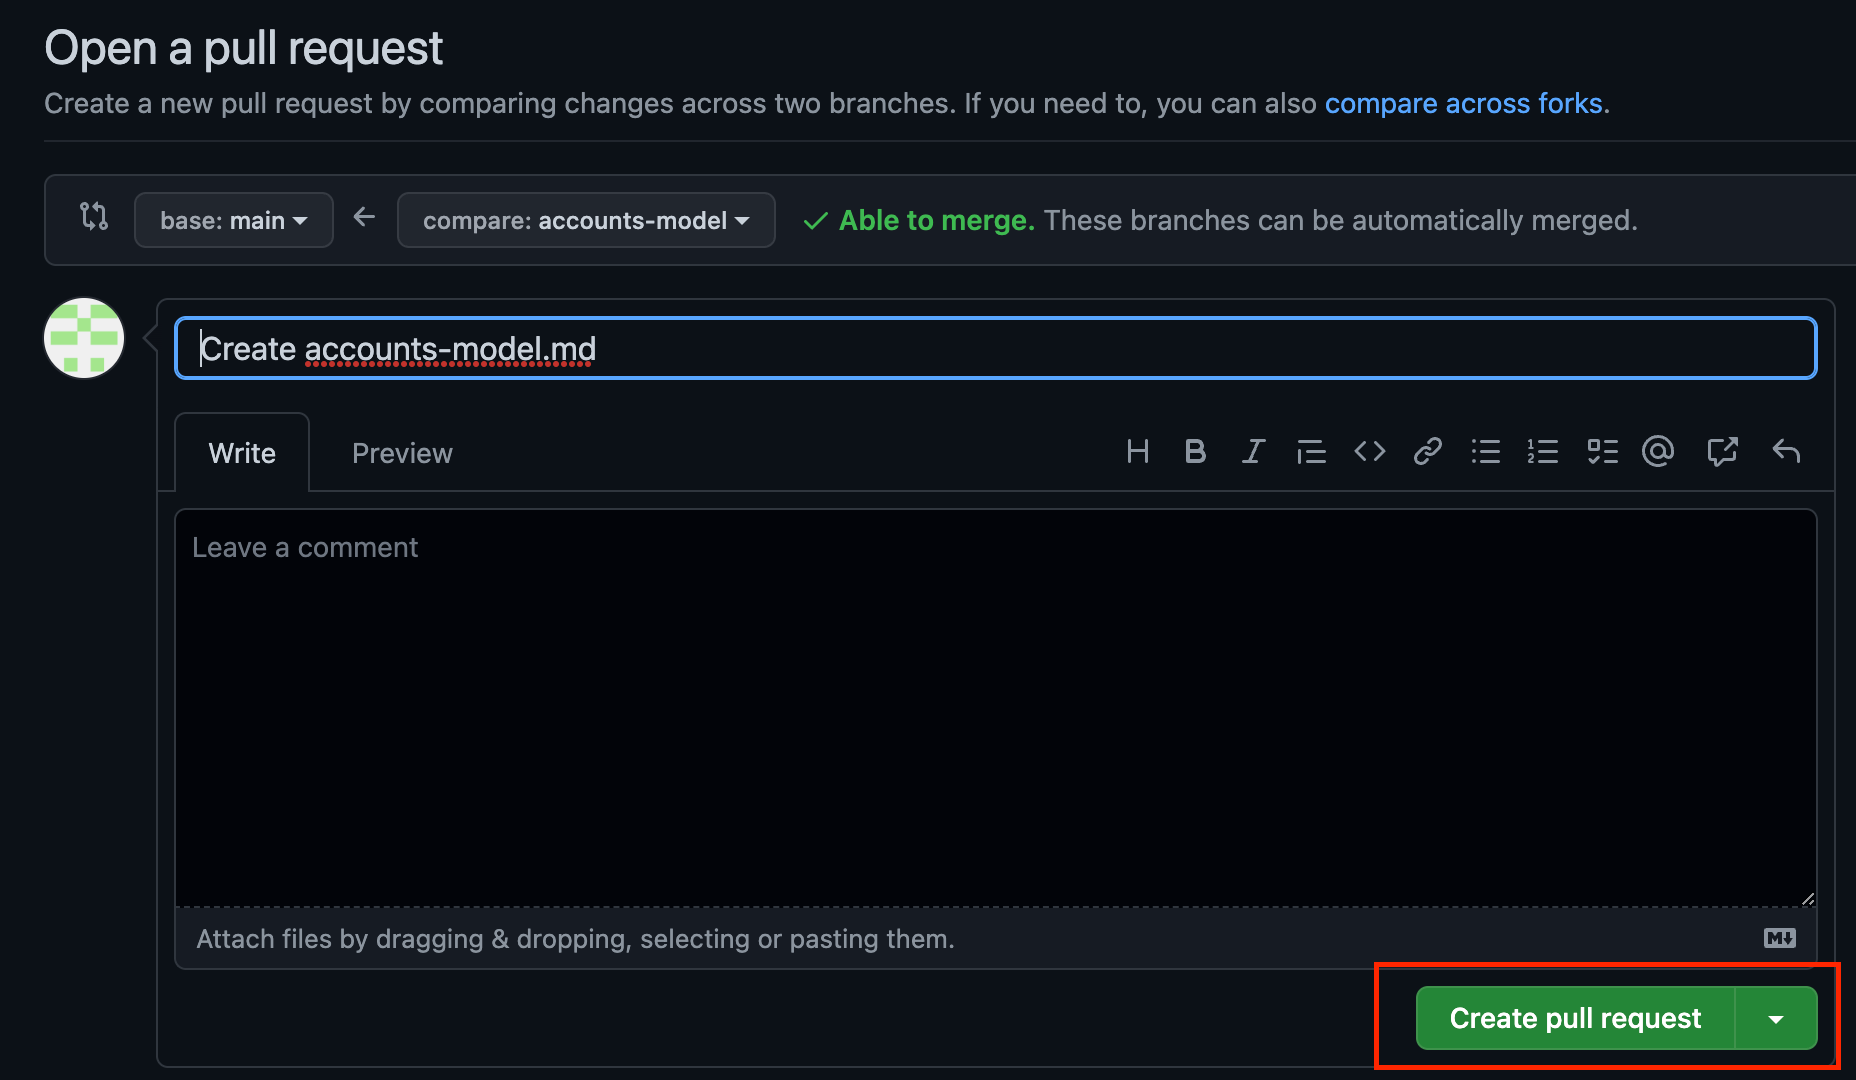 Open a pull request
Create a new pull request by comparing changes across two branches. If you need to, you can also compare across forks.
base: main compare: accounts-model Able to merge. These branches can be automatically merged.
Create accounts-model.md
Write Preview
Leave a comment
Attach files by dragging & dropping, selecting or pasting them.
Create pull request